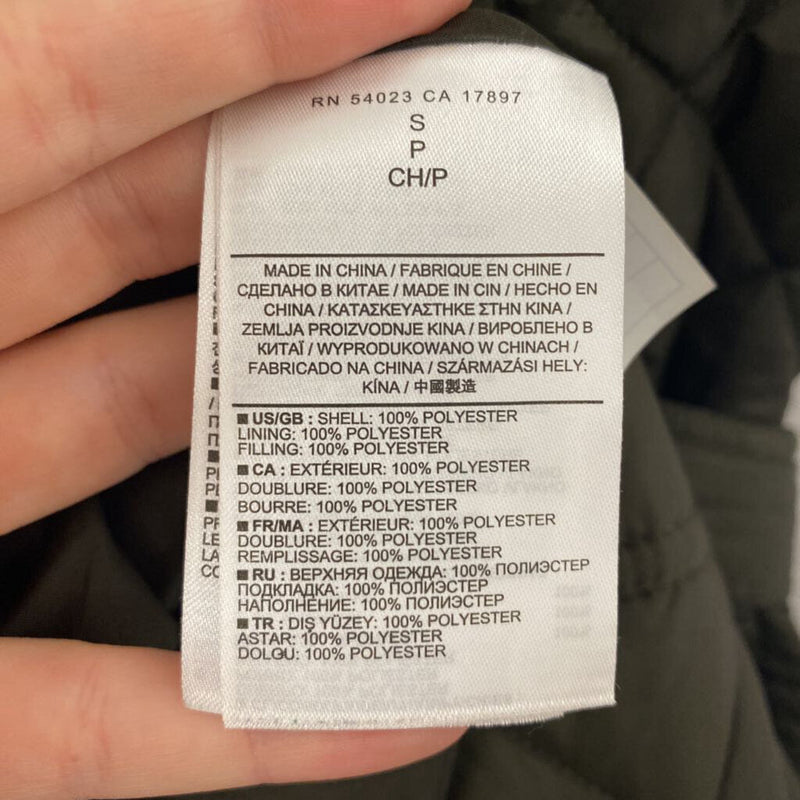 RN 54023 CA 17897
S
P
CH/P
MADE IN CHINA / FABRIQUE EN CHINE /
СДЕЛАНО В КИТАЕ / MADE IN CIN / HECHO EN
CHINA / ΚΑΤΑΣΚΕΥΑΣΤΗΚΕ ΣΤΗΝ ΚΙΝΑ /
ZEMLJA PROIZVODNJE KINA / ВИРОБЛЕНО В
КИТАЇ / WYPRODUKOWANO W CHINACH /
FABRICADO NA CHINA / SZÁRMAZÁSI HELY:
KÍNA / 中國製造
US/GB : SHELL: 100% POLYESTER
LINING: 100% POLYESTER
FILLING: 100% POLYESTER
CA : EXTÉRIEUR: 100% POLYESTER
DOUBLURE: 100% POLYESTER
BOURRE: 100% POLYESTER
FR/MA : EXTÉRIEUR: 100% POLYESTER
DOUBLURE: 100% POLYESTER
REMPLISSAGE: 100% POLYESTER
RU : ВЕРХНЯЯ ОДЕЖДА: 100% ПОЛИЭСТЕР
ПОДКЛАДКА: 100% ПОЛИЭСТЕР
НАПОЛНЕНИЕ: 100% ПОЛИЭСТЕР
TR : DIŞ YÜZEY: 100% POLYESTER
ASTAR: 100% POLYESTER
DOLGU: 100% POLYESTER